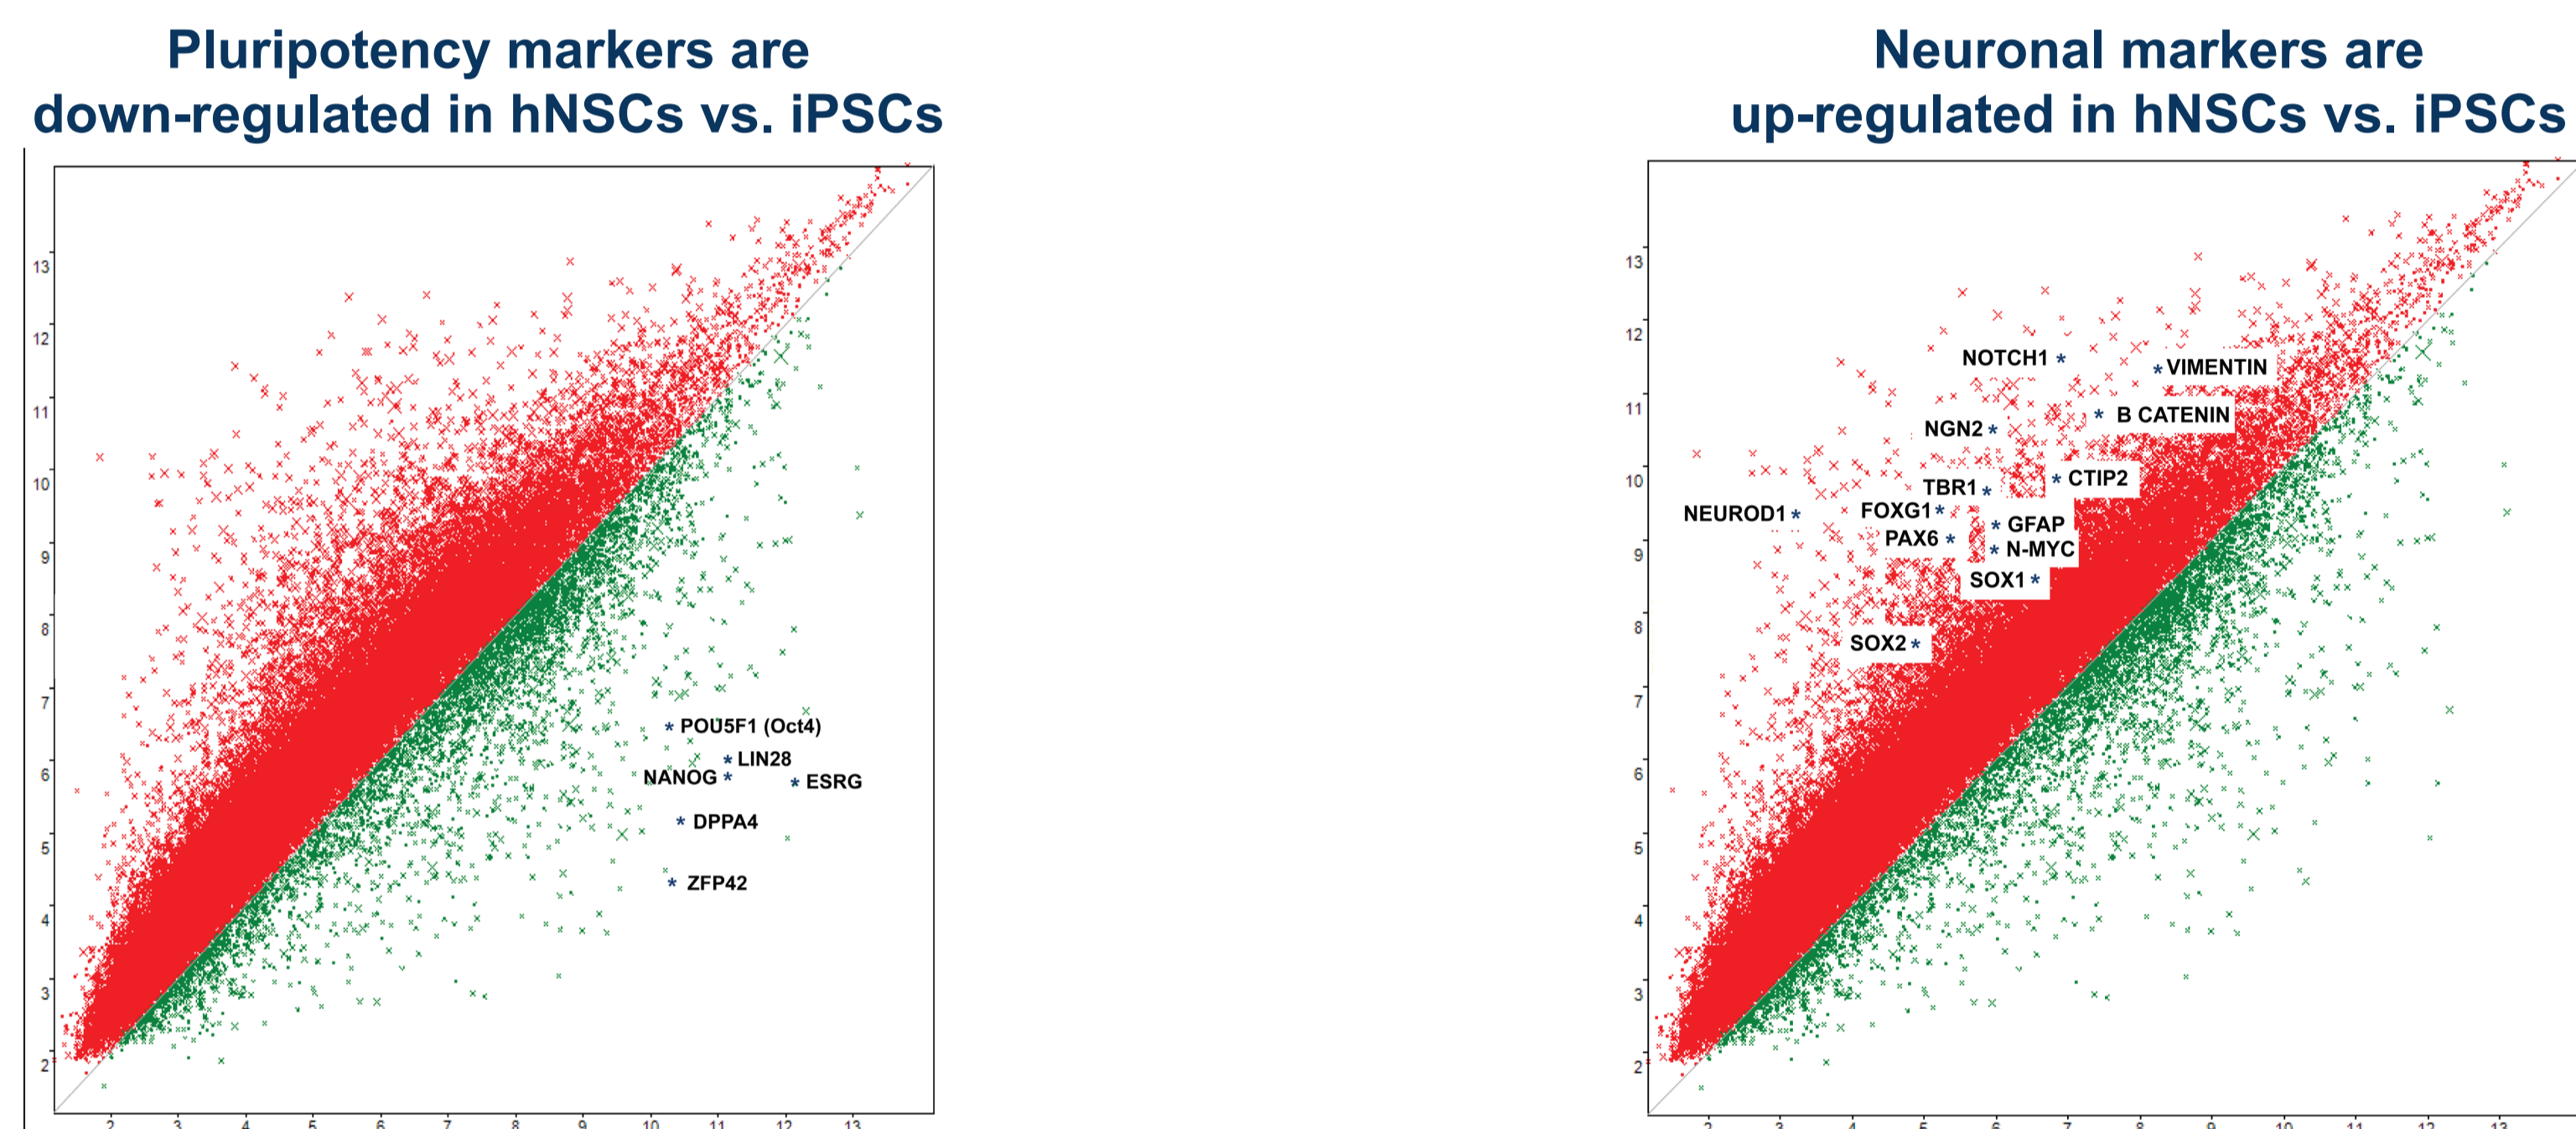 Pluripotency markers are
down-regulated in hNSCs vs. iPSCs
13
12
11
10
9
8
7
6
5
4
3
2
* POU5F1 (Oct4)
* LIN28
NANOG *
* ESRG
* DPPA4
* ZFP42
2 3 4 5 6 7 8 9 10 11 12 13
Neuronal markers are
up-regulated in hNSCs vs. iPSCs
13
12
11
10
9
8
7
6
5
4
3
2
NOTCH1 *
* VIMENTIN
* B CATENIN
NGN2 *
* CTIP2
TBR1 *
FOXG1 *
NEUROD1 *
* GFAP
PAX6 *
* N-MYC
SOX1 *
SOX2 *
2 3 4 5 6 7 8 9 10 11 12 13